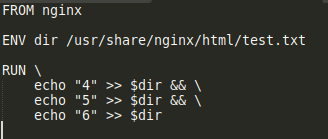 FROM nginx
ENV dir /usr/share/nginx/html/test.txt
RUN \
    echo "4" >> $dir && \
    echo "5" >> $dir && \
    echo "6" >> $dir